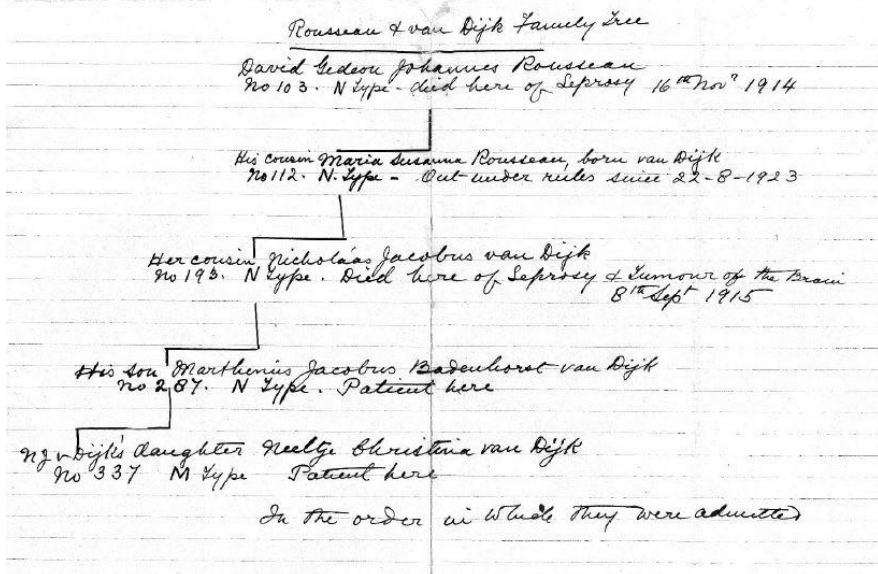 Rousseau & van Dijk Family Tree
David Gedeon Johannes Rousseau
No 103. N Type - died here of Leprosy 16th Novr 1914
His cousin Maria Susanna Rousseau, born van Dijk
No 112. N. Type - Out under rules since 22-8-1923
Her cousin Nicholaas Jacobus van Dijk
No 193. N Type. Died here of Leprosy & Tumour of the Brain
8th Sept 1915
His son Marthenius Jacobus Badenhorst van Dijk
No 287. N Type. Patient here
N J v Dijk's daughter Neeltje Christina van Dijk
No 337 M Type Patient here
In the order in which they were admitted